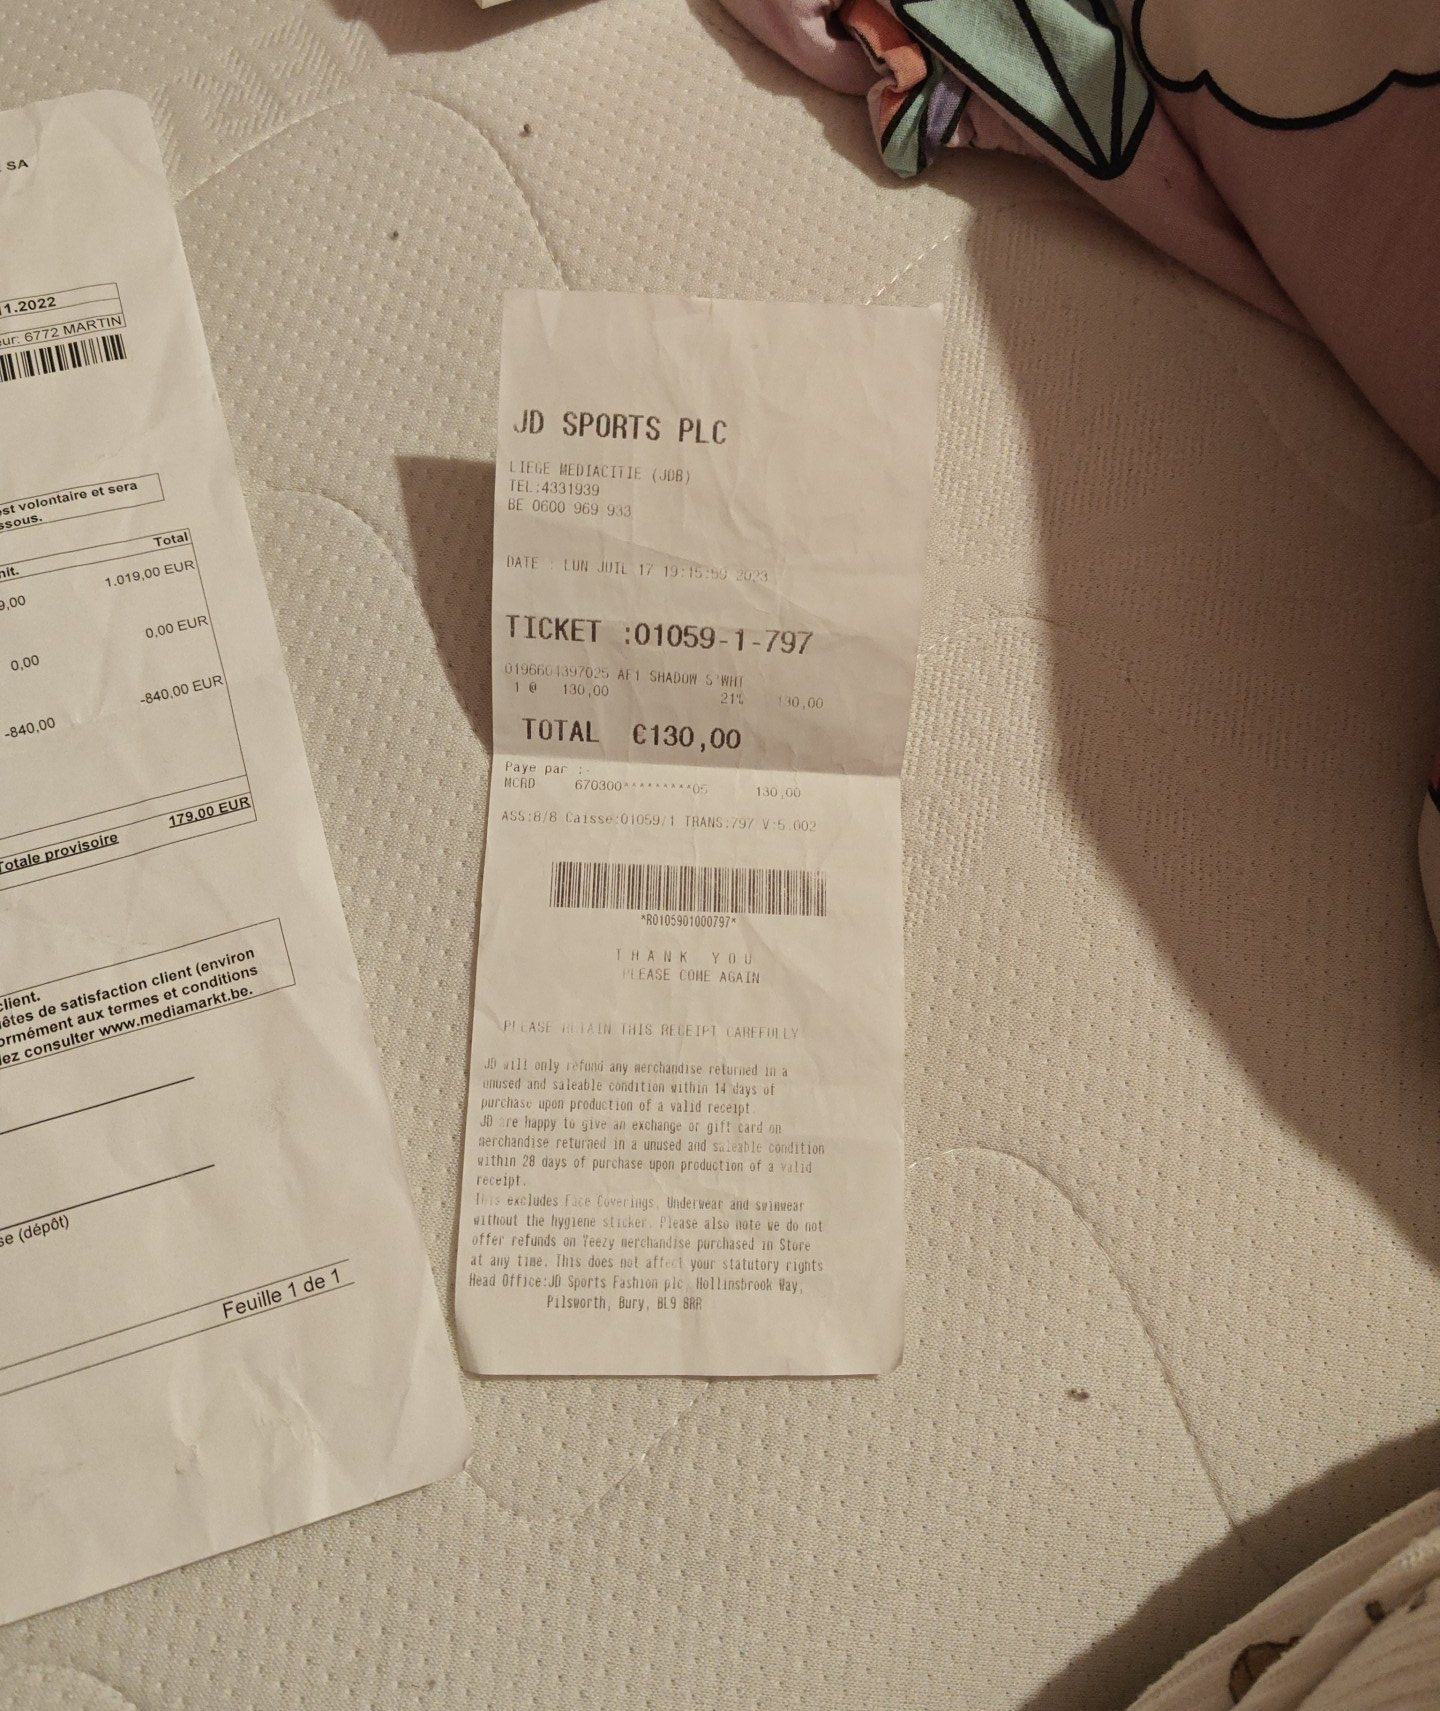 SA
11.2022
eur: 6772 MARTIN
est volontaire et sera
ssous.
nit. Total
9,00 1.019,00 EUR
0,00 0,00 EUR
-840,00 -840,00 EUR
Totale provisoire 179,00 EUR
client.
êtes de satisfaction client (environ
ormément aux termes et conditions
lez consulter www.mediamarkt.be.
se (dépôt)
Feuille 1 de 1
JD SPORTS PLC
LIEGE MEDIACITIE (JDB)
TEL:4331939
BE 0600 969 933
DATE : LUN JUIL 17 19:15:59 2023
TICKET :01059-1-797
0196604397025 AF1 SHADOW S'WHT
1 @ 130,00 21% 130,00
TOTAL €130,00
Paye par :-
MCRD 670300*********05 130,00
ASS:8/8 Caisse:01059/1 TRANS:797 V:5.002
*R0105901000797*
THANK YOU
PLEASE COME AGAIN
PLEASE RETAIN THIS RECEIPT CAREFULLY
JD will only refund any merchandise returned in a
unused and saleable condition within 14 days of
purchase upon production of a valid receipt.
JD are happy to give an exchange or gift card on
merchandise returned in a unused and saleable condition
within 28 days of purchase upon production of a valid
receipt.
This excludes Face Coverings, Underwear and swimwear
without the hygiene sticker. Please also note we do not
offer refunds on Yeezy merchandise purchased in Store
at any time. This does not affect your statutory rights
Head Office:JD Sports Fashion plc, Hollinsbrook Way,
Pilsworth, Bury, BL9 8RR